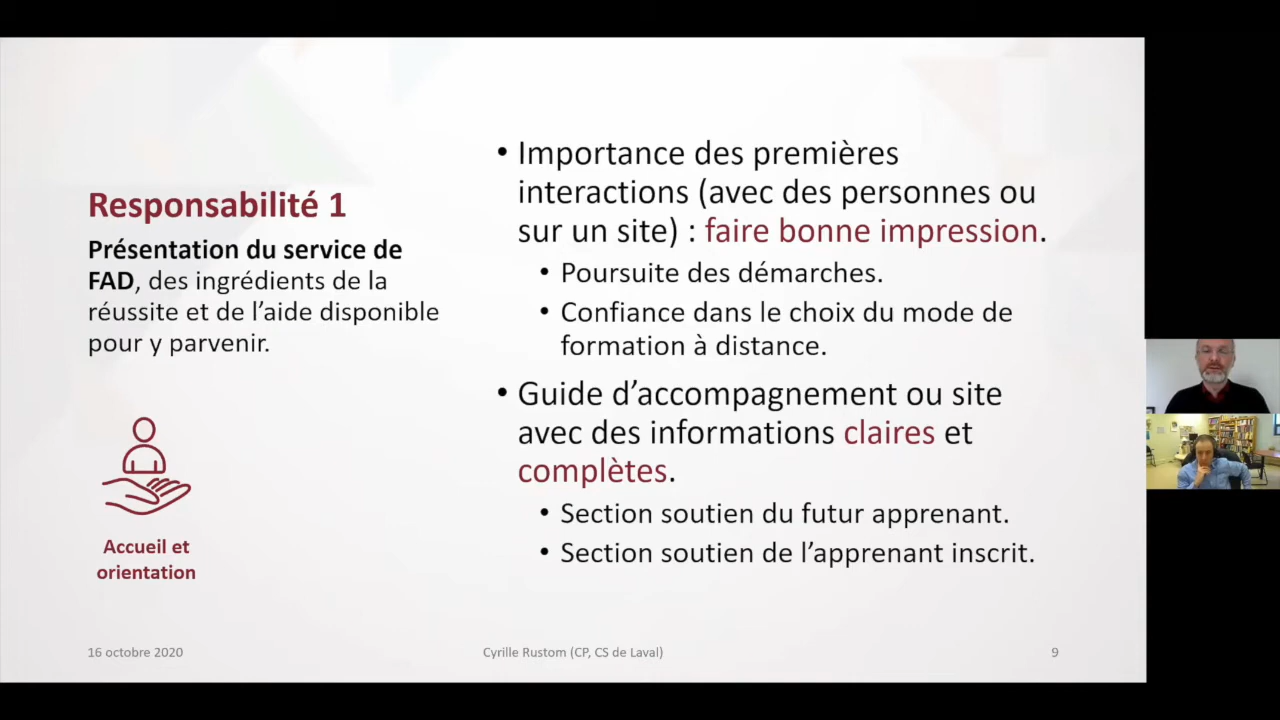 Responsabilité 1
Présentation du service de
FAD, des ingrédients de la
réussite et de l’aide disponible
pour y parvenir.
Accueil et
orientation
• Importance des premières
interactions (avec des personnes ou
sur un site) : faire bonne impression.
• Poursuite des démarches.
• Confiance dans le choix du mode de
formation à distance.
• Guide d’accompagnement ou site
avec des informations claires et
complètes.
• Section soutien du futur apprenant.
• Section soutien de l’apprenant inscrit.
16 octobre 2020
Cyrille Rustom (CP, CS de Laval)
9